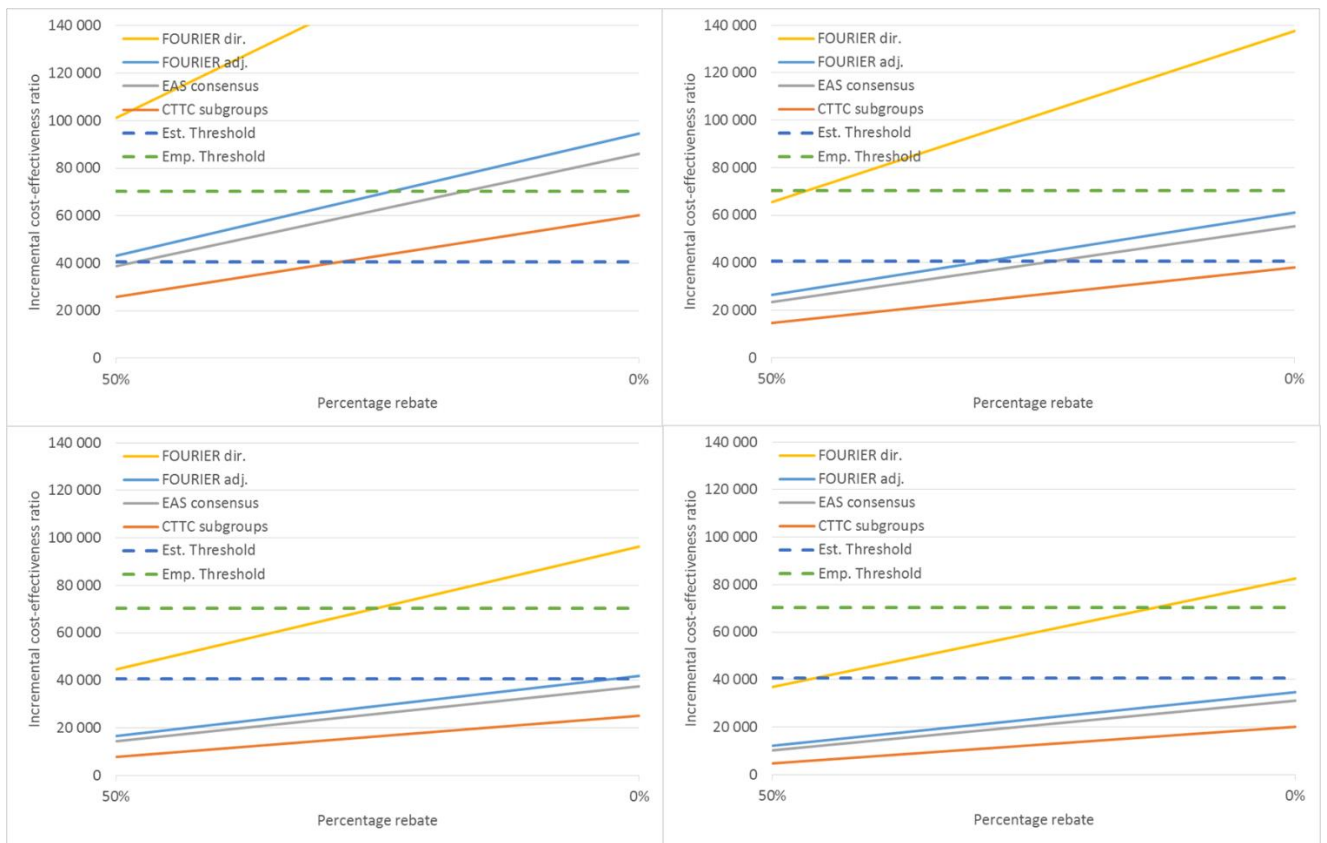 140 000
120 000
100 000
80 000
60 000
40 000
20 000
0
Incremental cost-effectiveness ratio
FOURIER dir.
FOURIER adj.
EAS consensus
CTTC subgroups
Est. Threshold
Emp. Threshold
50%
0%
Percentage rebate
140 000
120 000
100 000
80 000
60 000
40 000
20 000
0
Incremental cost-effectiveness ratio
FOURIER dir.
FOURIER adj.
EAS consensus
CTTC subgroups
Est. Threshold
Emp. Threshold
50%
0%
Percentage rebate
140 000
120 000
100 000
80 000
60 000
40 000
20 000
0
Incremental cost-effectiveness ratio
FOURIER dir.
FOURIER adj.
EAS consensus
CTTC subgroups
Est. Threshold
Emp. Threshold
50%
0%
Percentage rebate
140 000
120 000
100 000
80 000
60 000
40 000
20 000
0
Incremental cost-effectiveness ratio
FOURIER dir.
FOURIER adj.
EAS consensus
CTTC subgroups
Est. Threshold
Emp. Threshold
50%
0%
Percentage rebate